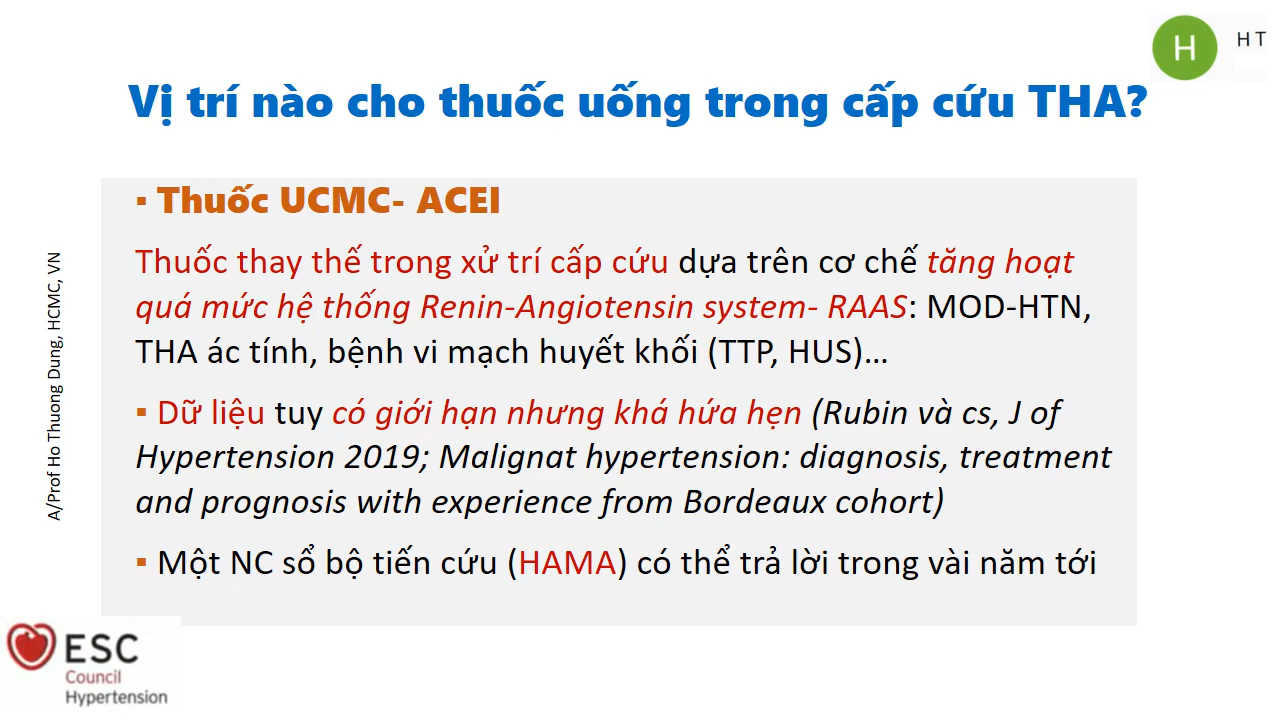 H
H T
Vị trí nào cho thuốc uống trong cấp cứu THA?
▪ Thuốc UCMC- ACEI
Thuốc thay thế trong xử trí cấp cứu dựa trên cơ chế tăng hoạt
quá mức hệ thống Renin-Angiotensin system- RAAS: MOD-HTN,
THA ác tính, bệnh vi mạch huyết khối (TTP, HUS)...
▪ Dữ liệu tuy có giới hạn nhưng khá hứa hẹn (Rubin và cs, J of
Hypertension 2019; Malignat hypertension: diagnosis, treatment
and prognosis with experience from Bordeaux cohort)
▪ Một NC sổ bộ tiến cứu (HAMA) có thể trả lời trong vài năm tới
A/Prof Ho Thuong Dung, HCMC, VN
ESC
Council
Hypertension